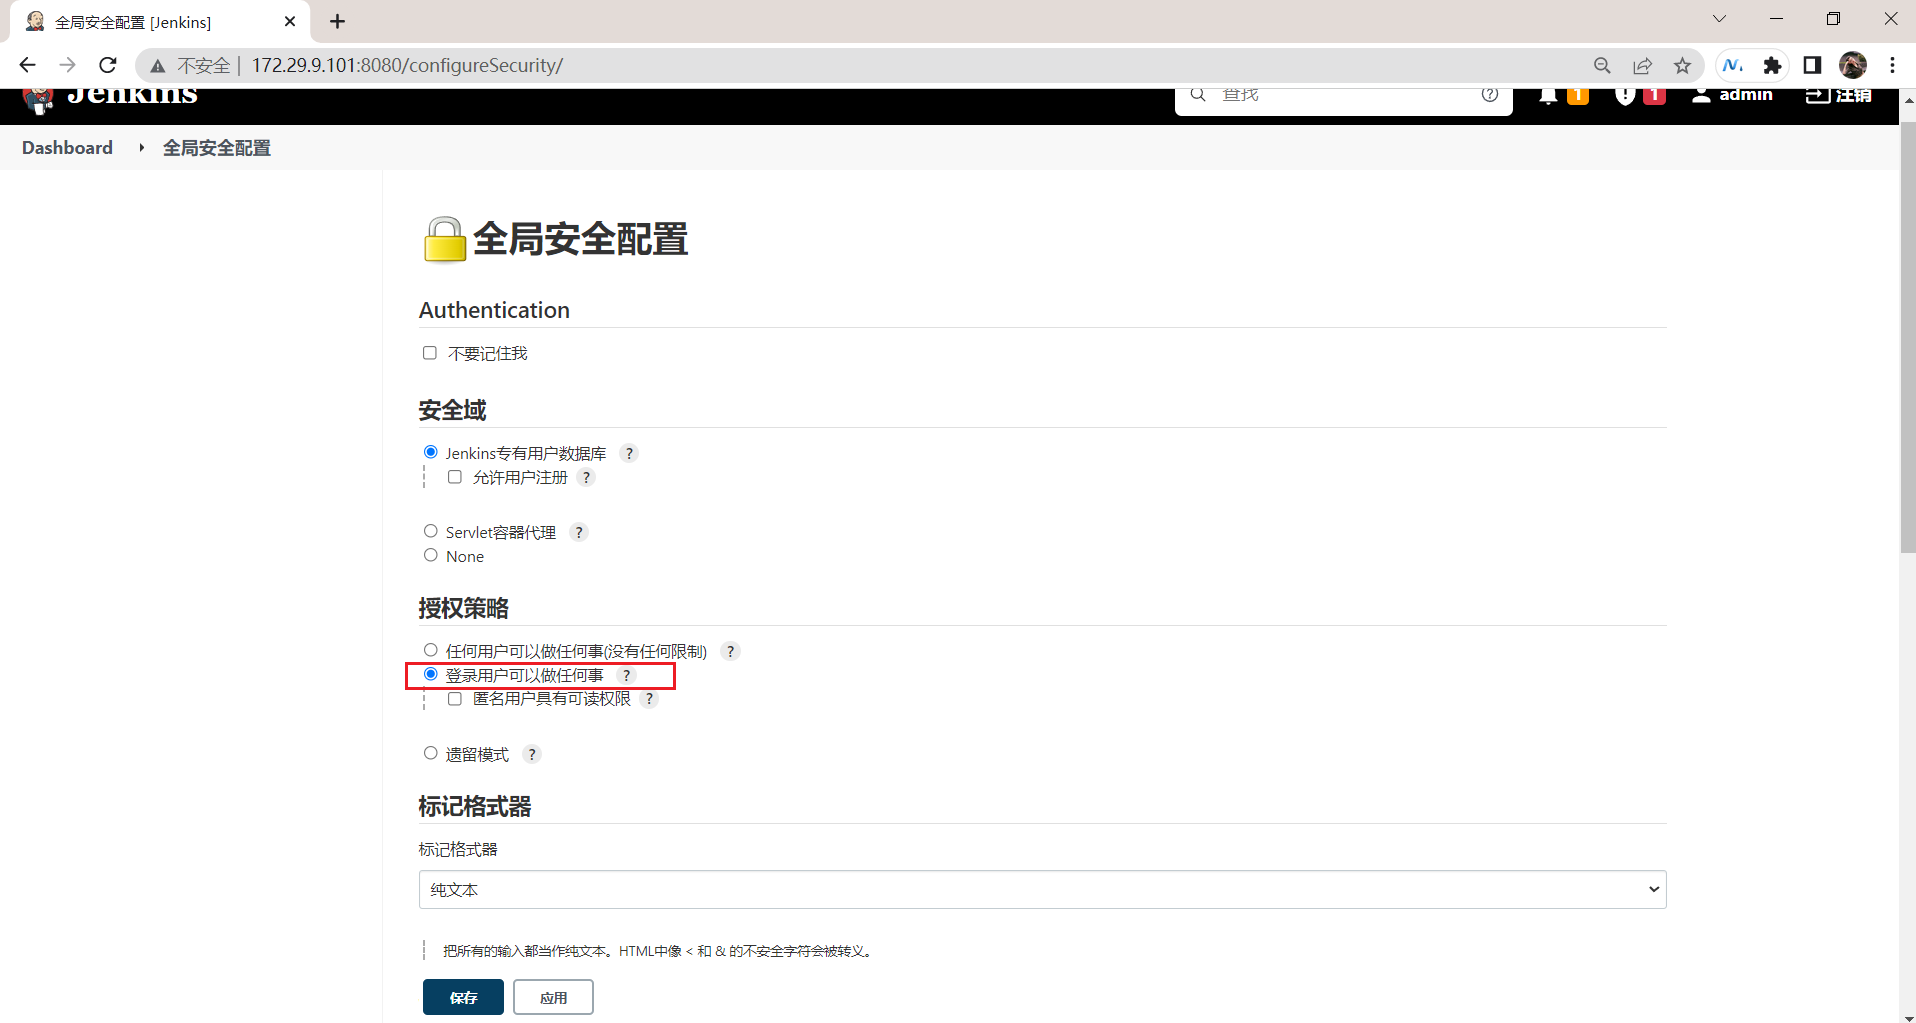 全局安全配置 [Jenkins]
不安全 | 172.29.9.101:8080/configureSecurity/
Jenkins
查找
1
1
admin
注销
Dashboard
全局安全配置
全局安全配置
Authentication
不要记住我
安全域
Jenkins专有用户数据库 ?
允许用户注册 ?
Servlet容器代理 ?
None
授权策略
任何用户可以做任何事(没有任何限制) ?
登录用户可以做任何事 ?
匿名用户具有可读权限 ?
遗留模式 ?
标记格式器
标记格式器
纯文本
把所有的输入都当作纯文本。HTML中像 < 和 & 的不安全字符会被转义。
保存
应用